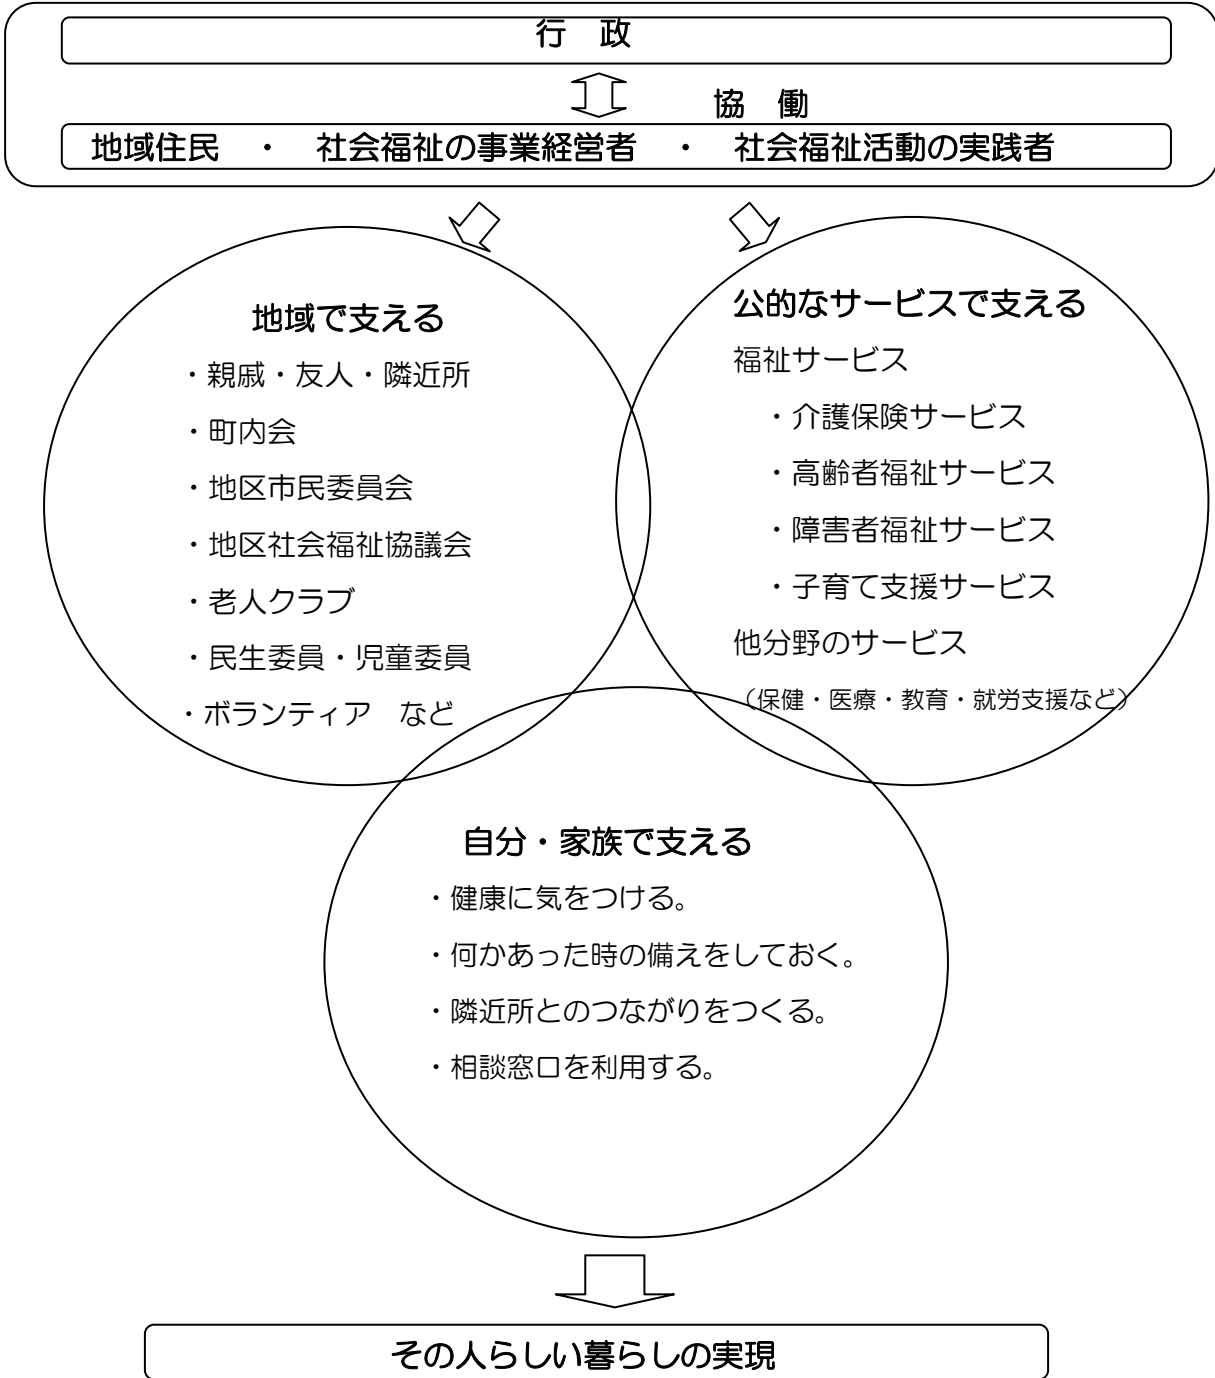 行　政
協　働
地域住民　・　社会福祉の事業経営者　・　社会福祉活動の実践者
地域で支える
・親戚・友人・隣近所
・町内会
・地区市民委員会
・地区社会福祉協議会
・老人クラブ
・民生委員・児童委員
・ボランティア　など
公的なサービスで支える
福祉サービス
・介護保険サービス
・高齢者福祉サービス
・障害者福祉サービス
・子育て支援サービス
他分野のサービス
（保健・医療・教育・就労支援など）
自分・家族で支える
・健康に気をつける。
・何かあった時の備えをしておく。
・隣近所とのつながりをつくる。
・相談窓口を利用する。
その人らしい暮らしの実現